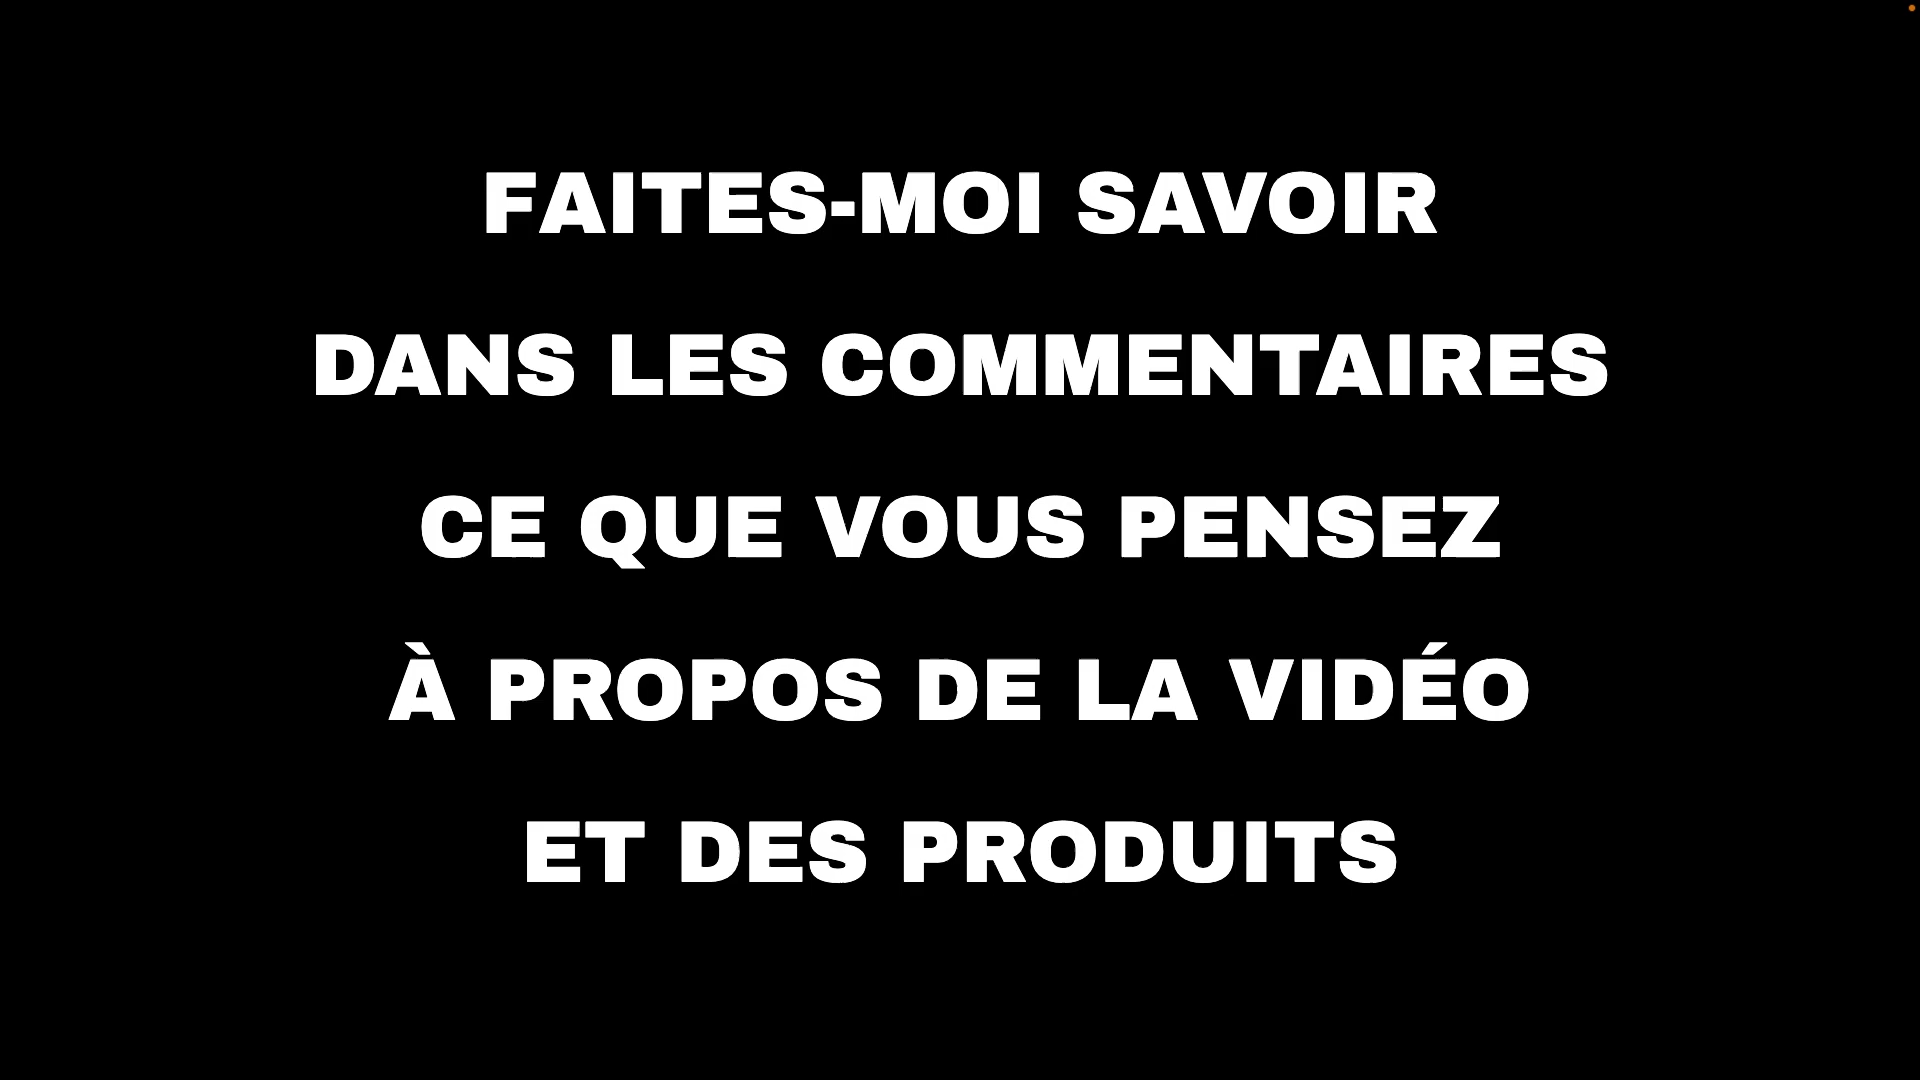 FAITES-MOI SAVOIR
DANS LES COMMENTAIRES
CE QUE VOUS PENSEZ
À PROPOS DE LA VIDÉO
ET DES PRODUITS